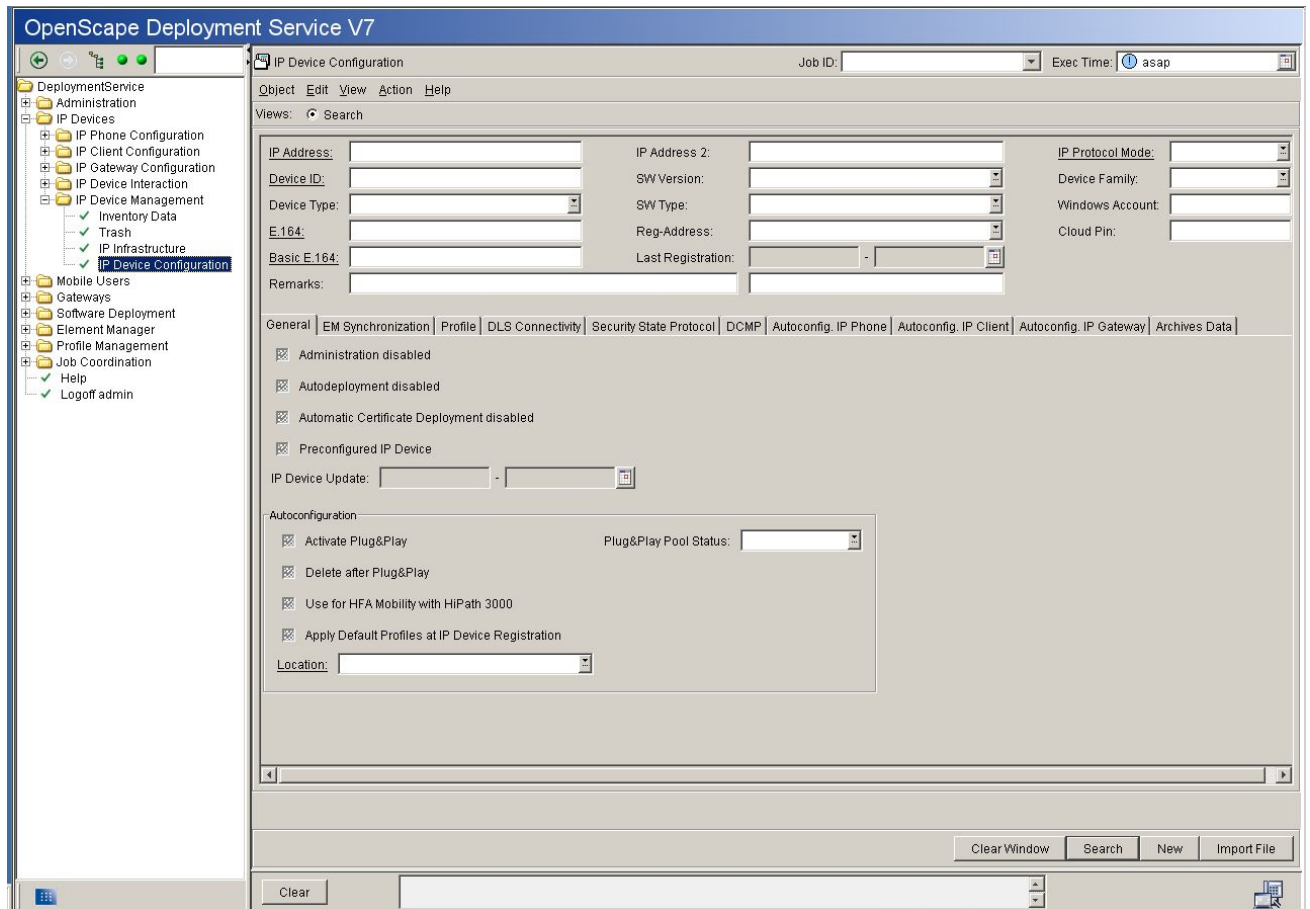 OpenScape Deployment Service V7
IP Device Configuration
Job ID:
Exec Time:
asap
Object Edit View Action Help
Views: Search
DeploymentService
Administration
IP Devices
IP Phone Configuration
IP Client Configuration
IP Gateway Configuration
IP Device Interaction
IP Device Management
Inventory Data
Trash
IP Infrastructure
IP Device Configuration
Mobile Users
Gateways
Software Deployment
Element Manager
Profile Management
Job Coordination
Help
Logoff admin
IP Address: IP Address 2: IP Protocol Mode:
Device ID: SW Version: Device Family:
Device Type: SW Type: Windows Account:
E.164: Reg-Address: Cloud Pin:
Basic E.164: Last Registration: -
Remarks:
General EM Synchronization Profile DLS Connectivity Security State Protocol DCMP Autoconfig. IP Phone Autoconfig. IP Client Autoconfig. IP Gateway Archives Data
Administration disabled
Autodeployment disabled
Automatic Certificate Deployment disabled
Preconfigured IP Device
IP Device Update: -
Autoconfiguration
Activate Plug&Play Plug&Play Pool Status:
Delete after Plug&Play
Use for HFA Mobility with HiPath 3000
Apply Default Profiles at IP Device Registration
Location:
Clear Window Search New Import File
Clear